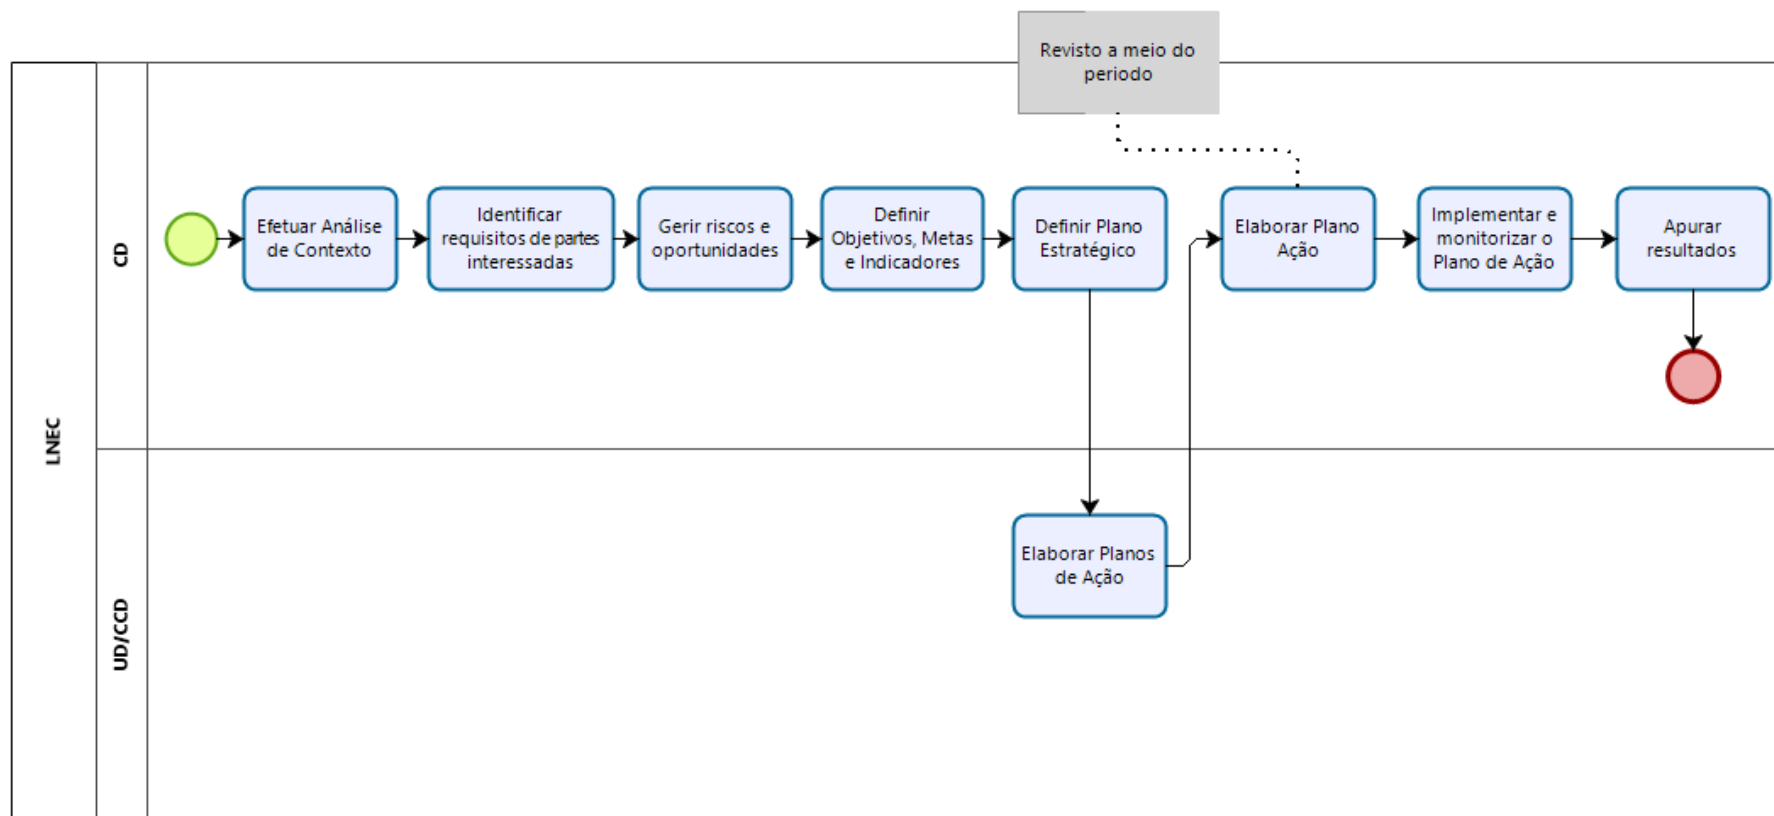 Revisto a meio do
periodo
LNEC
CD
Efetuar Análise
de Contexto
Identificar
requisitos de partes
interessadas
Gerir riscos e
oportunidades
Definir
Objetivos, Metas
e Indicadores
Definir Plano
Estratégico
Elaborar Plano
Ação
Implementar e
monitorizar o
Plano de Ação
Apurar
resultados
UD/CCD
Elaborar Planos
de Ação